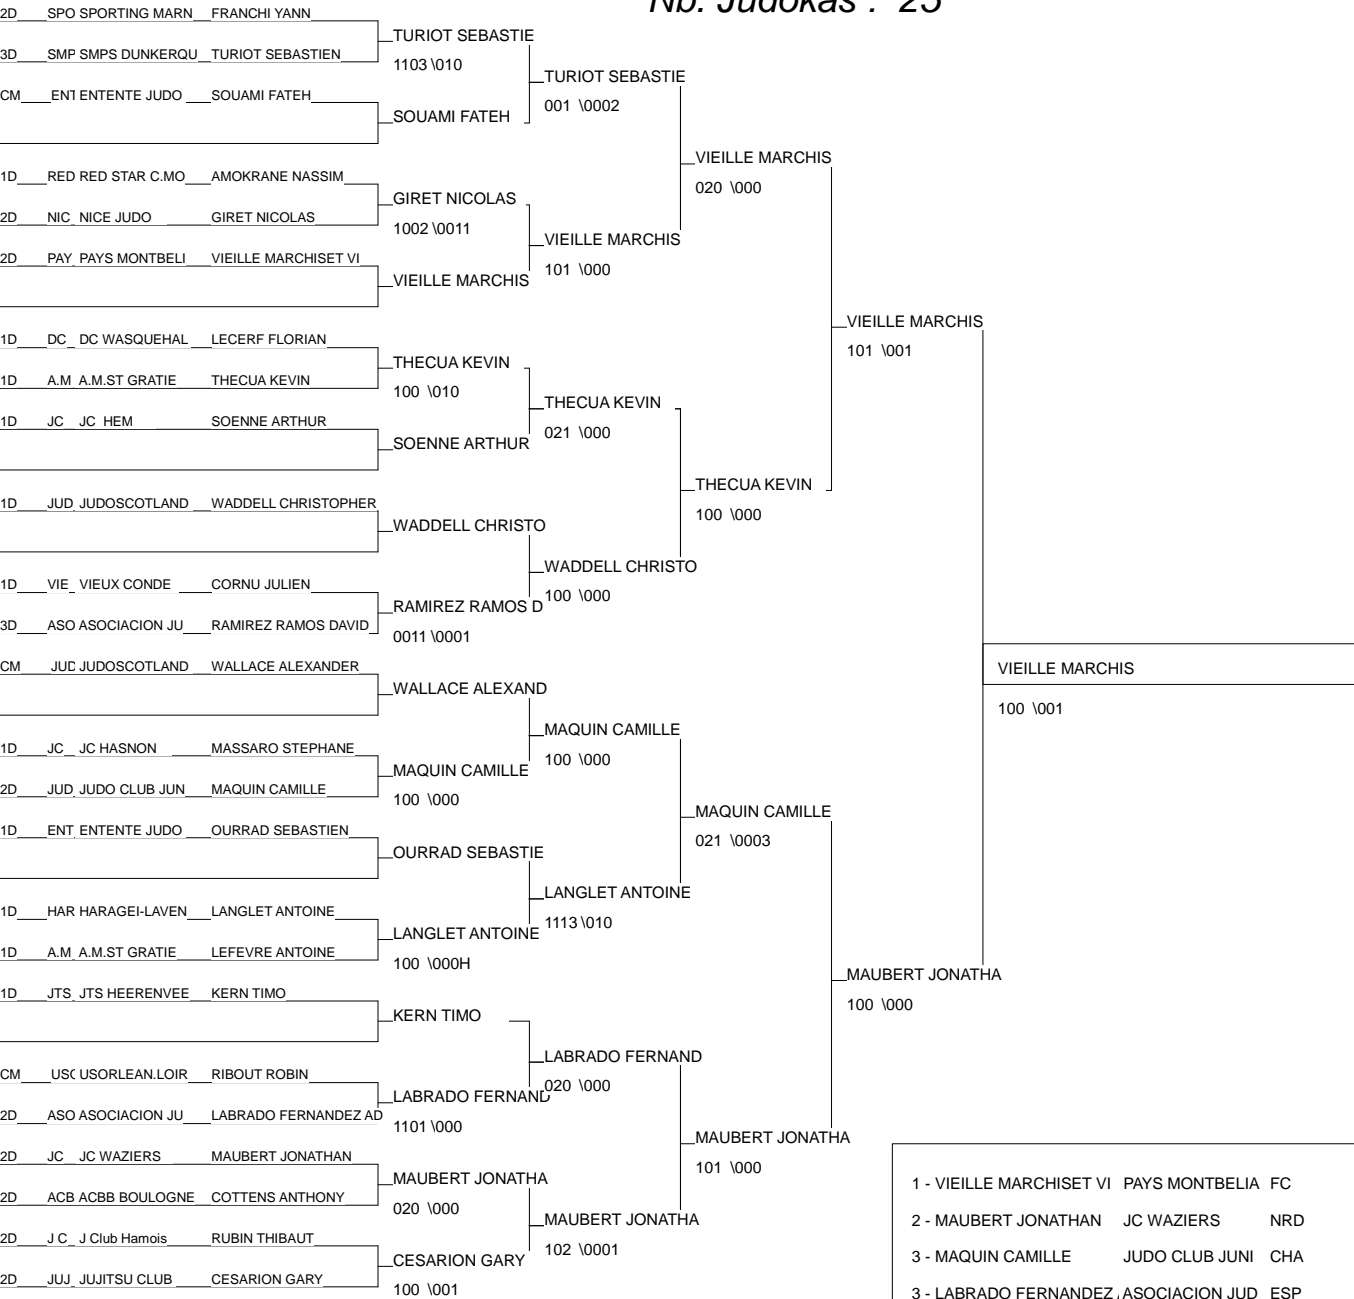 Nb. Judokas : 25
2D SPO SPORTING MARN FRANCHI YANN
TURIOT SEBASTIE
3D SMP SMPS DUNKERQU TURIOT SEBASTIEN
1103 \010
TURIOT SEBASTIE
CM ENT ENTENTE JUDO SOUAMI FATEH
001 \0002
SOUAMI FATEH
VIEILLE MARCHIS
1D RED RED STAR C.MO AMOKRANE NASSIM
020 \000
GIRET NICOLAS
2D NIC NICE JUDO GIRET NICOLAS
1002 \0011
VIEILLE MARCHIS
2D PAY PAYS MONTBELI VIEILLE MARCHISET VI
101 \000
VIEILLE MARCHIS
VIEILLE MARCHIS
1D DC DC WASQUEHAL LECERF FLORIAN
101 \001
THECUA KEVIN
1D A.M A.M.ST GRATIE THECUA KEVIN
100 \010
THECUA KEVIN
1D JC JC HEM SOENNE ARTHUR
021 \000
SOENNE ARTHUR
THECUA KEVIN
1D JUD JUDOSCOTLAND WADDELL CHRISTOPHER
100 \000
WADDELL CHRISTO
WADDELL CHRISTO
1D VIE VIEUX CONDE CORNU JULIEN
100 \000
RAMIREZ RAMOS D
3D ASO ASOCIACION JU RAMIREZ RAMOS DAVID
0011 \0001
CM JUD JUDOSCOTLAND WALLACE ALEXANDER
VIEILLE MARCHIS
WALLACE ALEXAND
100 \001
MAQUIN CAMILLE
1D JC JC HASNON MASSARO STEPHANE
100 \000
MAQUIN CAMILLE
2D JUD JUDO CLUB JUN MAQUIN CAMILLE
100 \000
MAQUIN CAMILLE
1D ENT ENTENTE JUDO OURRAD SEBASTIEN
021 \0003
OURRAD SEBASTIE
LANGLET ANTOINE
1D HAR HARAGEI-LAVEN LANGLET ANTOINE
1113 \010
LANGLET ANTOINE
1D A.M A.M.ST GRATIE LEFEVRE ANTOINE
100 \000H
MAUBERT JONATHA
1D JTS JTS HEERENVEE KERN TIMO
100 \000
KERN TIMO
LABRADO FERNAND
CM USO USORLEAN.LOIR RIBOUT ROBIN
020 \000
LABRADO FERNAND
2D ASO ASOCIACION JU LABRADO FERNANDEZ AD
1101 \000
MAUBERT JONATHA
2D JC JC WAZIERS MAUBERT JONATHAN
101 \000
MAUBERT JONATHA
2D ACB ACBB BOULOGNE COTTENS ANTHONY
020 \000
MAUBERT JONATHA
2D J C J Club Hamois RUBIN THIBAUT
102 \0001
CESARION GARY
2D JUJ JUJITSU CLUB CESARION GARY
100 \001
1 - VIEILLE MARCHISET VI PAYS MONTBELIA FC
2 - MAUBERT JONATHAN JC WAZIERS NRD
3 - MAQUIN CAMILLE JUDO CLUB JUNI CHA
3 - LABRADO FERNANDEZ ASOCIACION JUD ESP